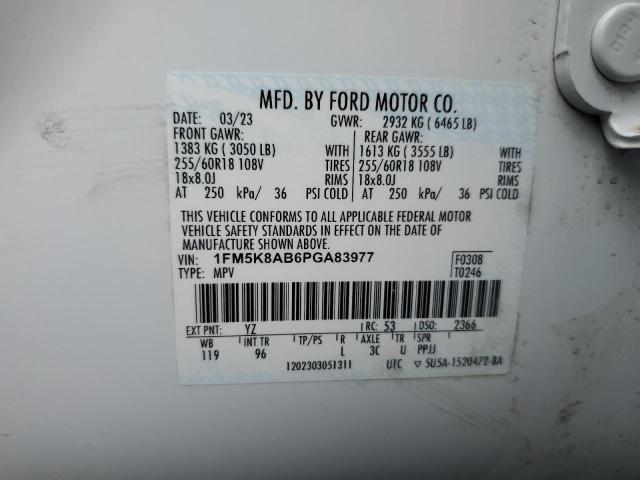 MFD. BY FORD MOTOR CO.
DATE: 03/23 GVWR: 2932 KG ( 6465 LB)
FRONT GAWR: REAR GAWR:
1383 KG ( 3050 LB) WITH 1613 KG ( 3555 LB) WITH
255/60R18 108V TIRES 255/60R18 108V TIRES
18x8.0J RIMS 18x8.0J RIMS
AT 250 kPa/ 36 PSI COLD AT 250 kPa/ 36 PSI COLD
THIS VEHICLE CONFORMS TO ALL APPLICABLE FEDERAL MOTOR
VEHICLE SAFETY STANDARDS IN EFFECT ON THE DATE OF
MANUFACTURE SHOWN ABOVE.
VIN: 1FM5K8AB6PGA83977 F0308
TYPE: MPV T0246
EXT PNT: YZ RC: 53 DSO: 2366
WB INT TR TP/PS R AXLE TR SPR
119 96 L 3C U PPJJ
1202303051311 UTC ▽ 5U5A-1520472-BA